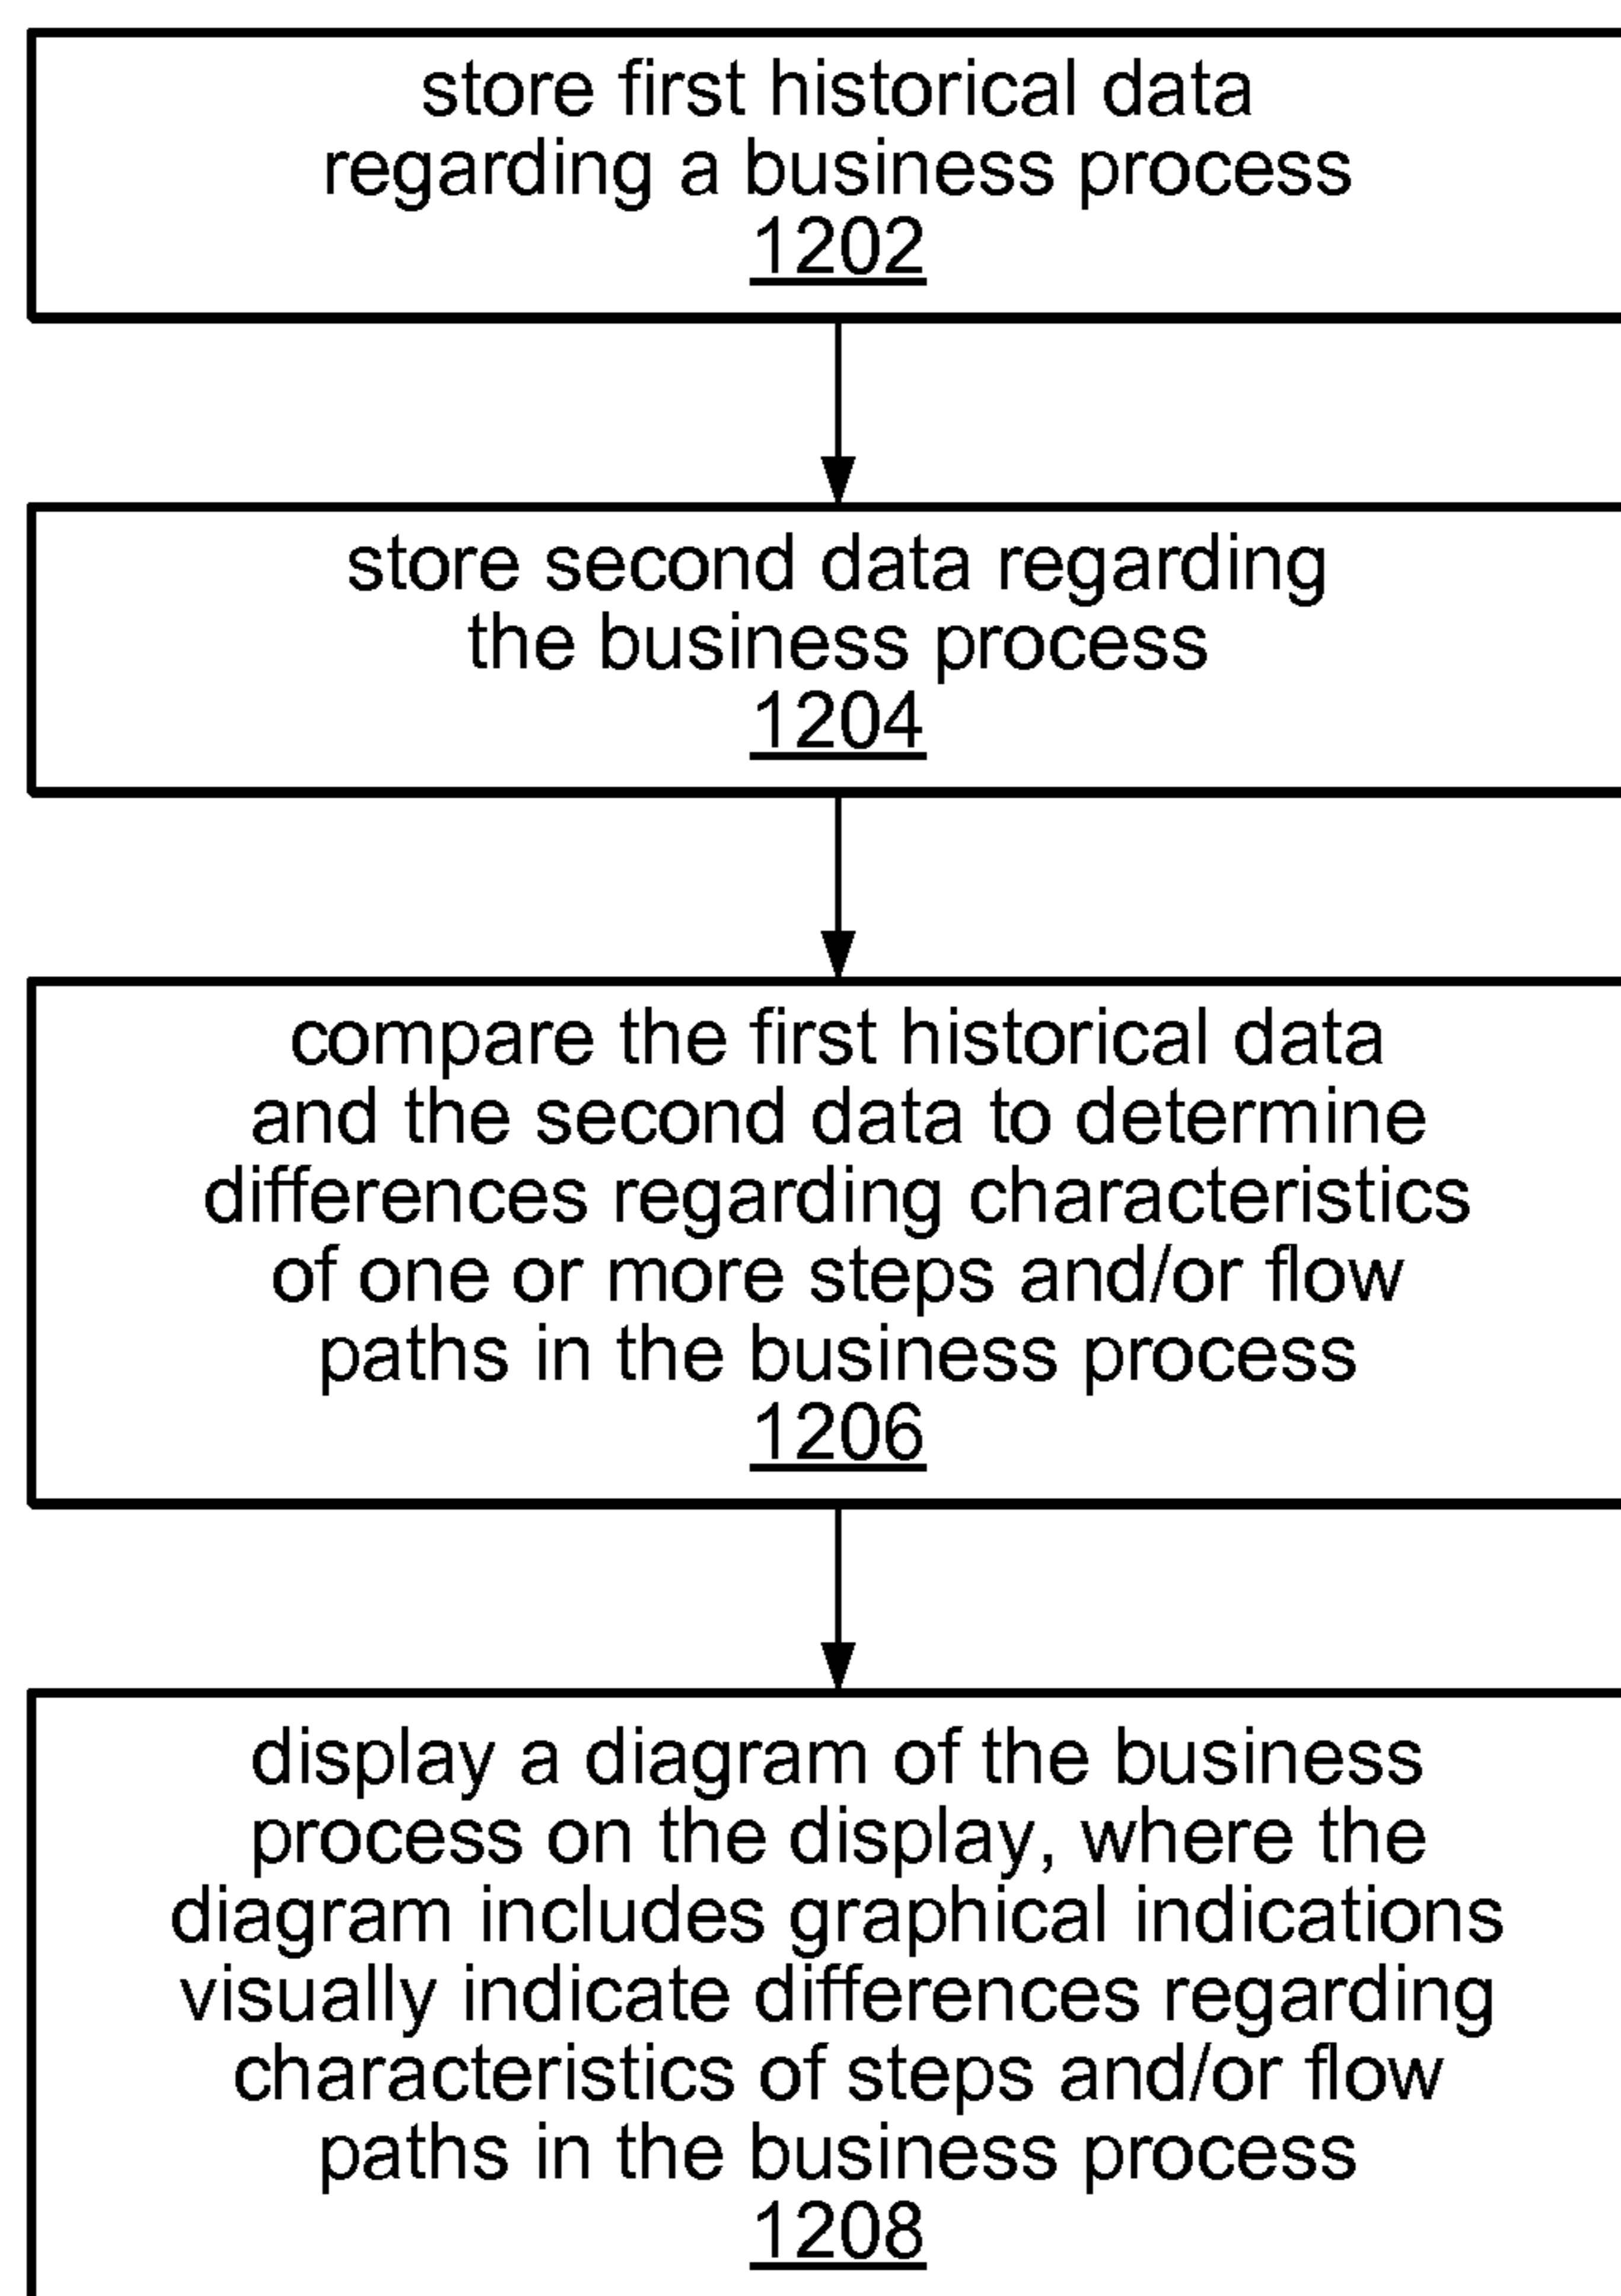 store first historical data
regarding a business process
1202
store second data regarding
the business process
1204
compare the first historical data
and the second data to determine
differences regarding characteristics
of one or more steps and/or flow
paths in the business process
1206
display a diagram of the business
process on the display, where the
diagram includes graphical indications
visually indicate differences regarding
characteristics of steps and/or flow
paths in the business process
1208